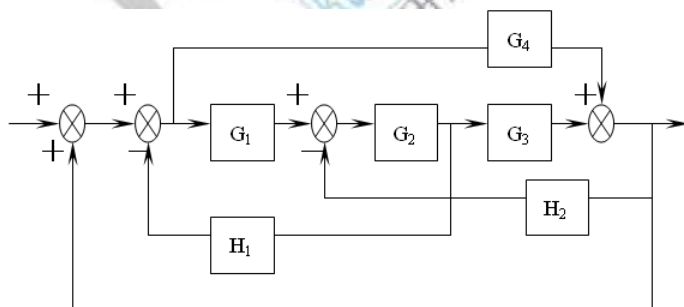 G4
+ + + +
G1 G2 G3
+ − −
H2
H1